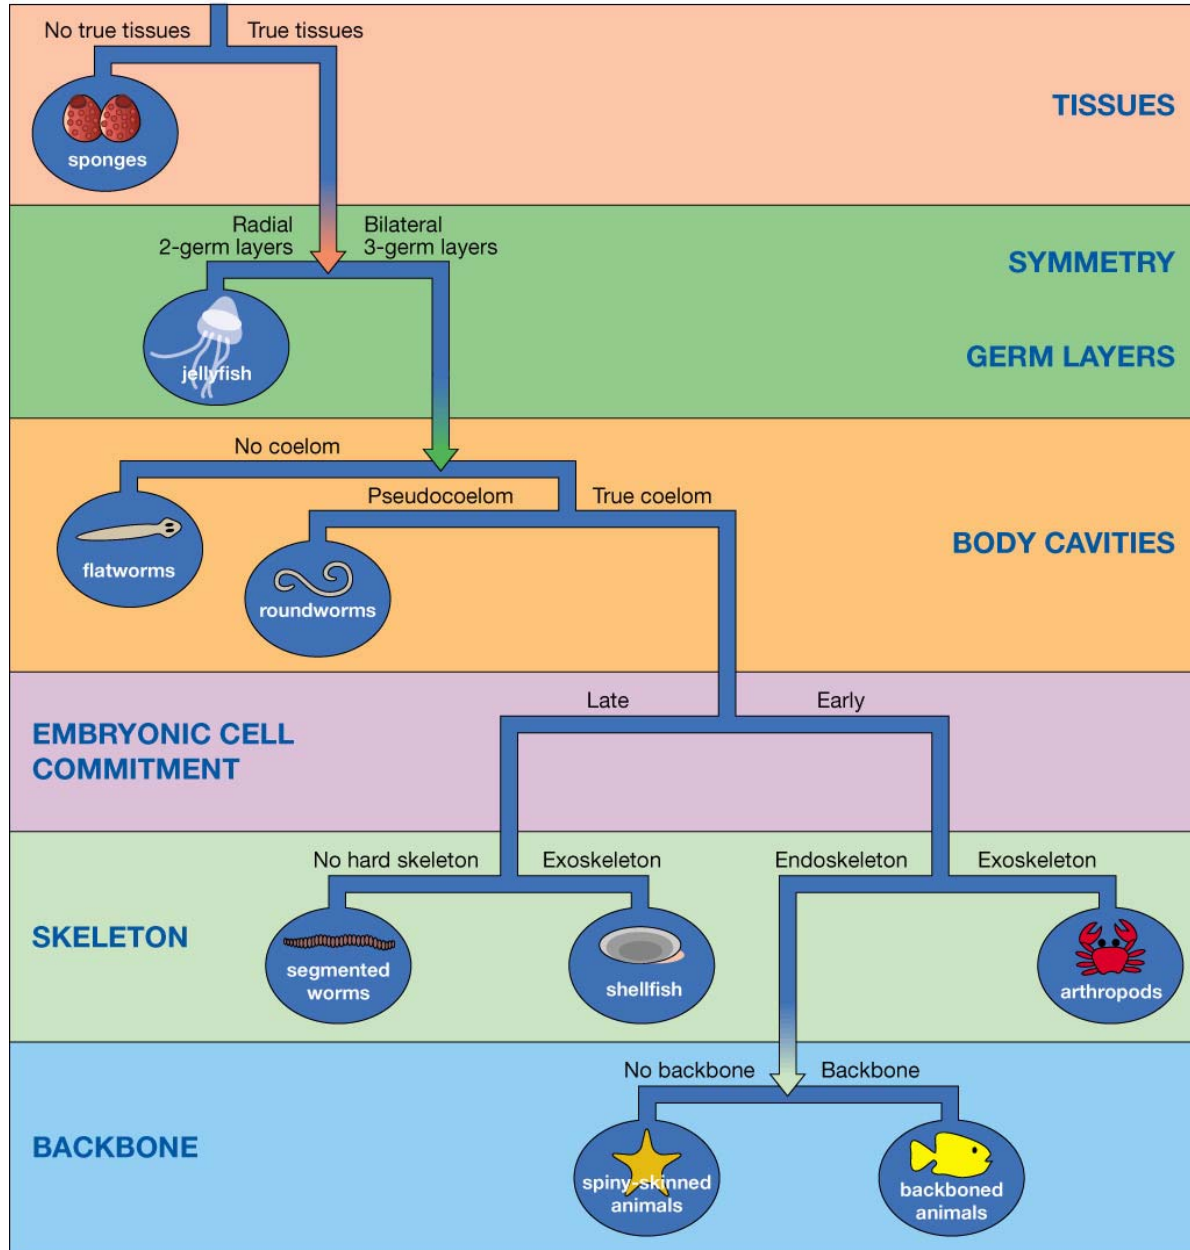 No true tissues
True tissues
TISSUES
sponges
Radial
2-germ layers
Bilateral
3-germ layers
SYMMETRY
GERM LAYERS
jellyfish
No coelom
Pseudocoelom
True coelom
BODY CAVITIES
flatworms
roundworms
Late
Early
EMBRYONIC CELL
COMMITMENT
No hard skeleton
Exoskeleton
Endoskeleton
Exoskeleton
SKELETON
segmented
worms
shellfish
arthropods
No backbone
Backbone
BACKBONE
spiny-skinned
animals
backboned
animals